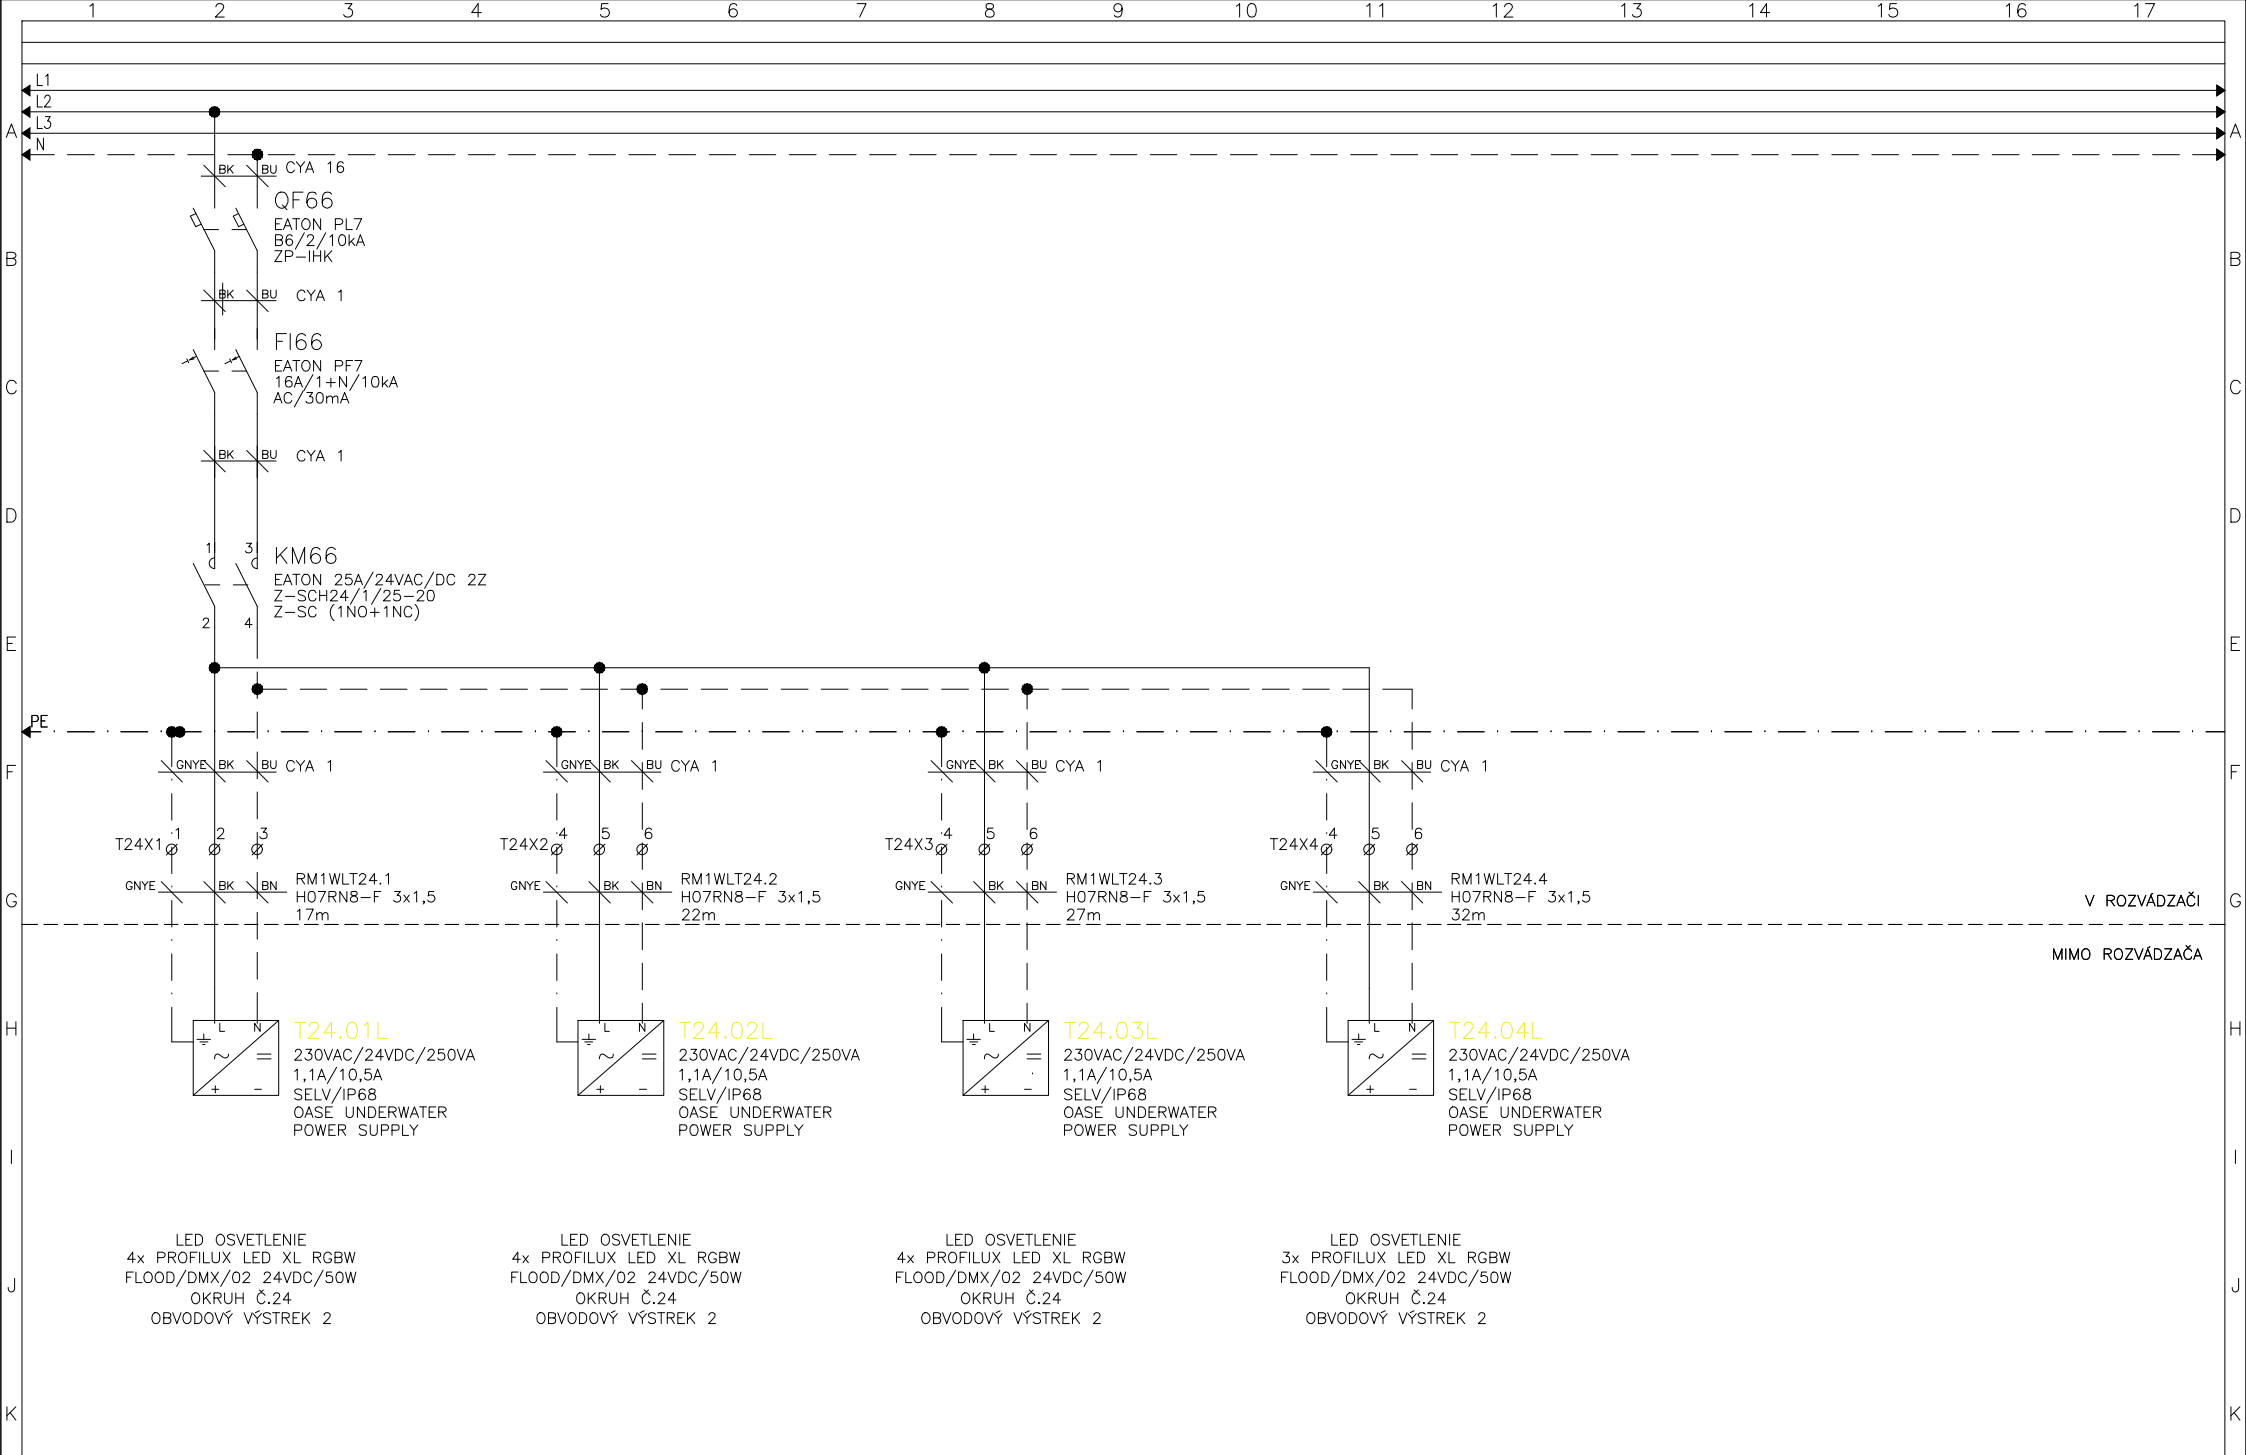 1 2 3 4 5 6 7 8 9 10 11 12 13 14 15 16 17
L1
L2
L3
A A
N
BK BU CYA 16
QF66
EATON PL7
B6/2/10kA
ZP-IHK
B B
BK BU CYA 1
FI66
EATON PF7
16A/1+N/10kA
AC/30mA
C C
BK BU CYA 1
D D
1 3 KM66
EATON 25A/24VAC/DC 2Z
Z-SCH24/1/25-20
Z-SC (1NO+1NC)
2 4
E E
PE
GNYE BK BU CYA 1 GNYE BK BU CYA 1 GNYE BK BU CYA 1 GNYE BK BU CYA 1
F F
1 2 3 4 5 6 4 5 6 4 5 6
T24X1 T24X2 T24X3 T24X4
GNYE BK BN GNYE BK BN GNYE BK BN GNYE BK BN
RM1WLT24.1
H07RN8-F 3x1,5
17m
RM1WLT24.2
H07RN8-F 3x1,5
22m
RM1WLT24.3
H07RN8-F 3x1,5
27m
RM1WLT24.4
H07RN8-F 3x1,5
32m
G V ROZVÁDZAČI G
MIMO ROZVÁDZAČA
H H
L N
+ -
T24.01L
230VAC/24VDC/250VA
1,1A/10,5A
SELV/IP68
OASE UNDERWATER
POWER SUPPLY
L N
+ -
T24.02L
230VAC/24VDC/250VA
1,1A/10,5A
SELV/IP68
OASE UNDERWATER
POWER SUPPLY
L N
+ -
T24.03L
230VAC/24VDC/250VA
1,1A/10,5A
SELV/IP68
OASE UNDERWATER
POWER SUPPLY
L N
+ -
T24.04L
230VAC/24VDC/250VA
1,1A/10,5A
SELV/IP68
OASE UNDERWATER
POWER SUPPLY
I I
LED OSVETLENIE
4x PROFILUX LED XL RGBW
FLOOD/DMX/02 24VDC/50W
OKRUH Č.24
OBVODOVÝ VÝSTREK 2
LED OSVETLENIE
4x PROFILUX LED XL RGBW
FLOOD/DMX/02 24VDC/50W
OKRUH Č.24
OBVODOVÝ VÝSTREK 2
LED OSVETLENIE
4x PROFILUX LED XL RGBW
FLOOD/DMX/02 24VDC/50W
OKRUH Č.24
OBVODOVÝ VÝSTREK 2
LED OSVETLENIE
3x PROFILUX LED XL RGBW
FLOOD/DMX/02 24VDC/50W
OKRUH Č.24
OBVODOVÝ VÝSTREK 2
J J
K K